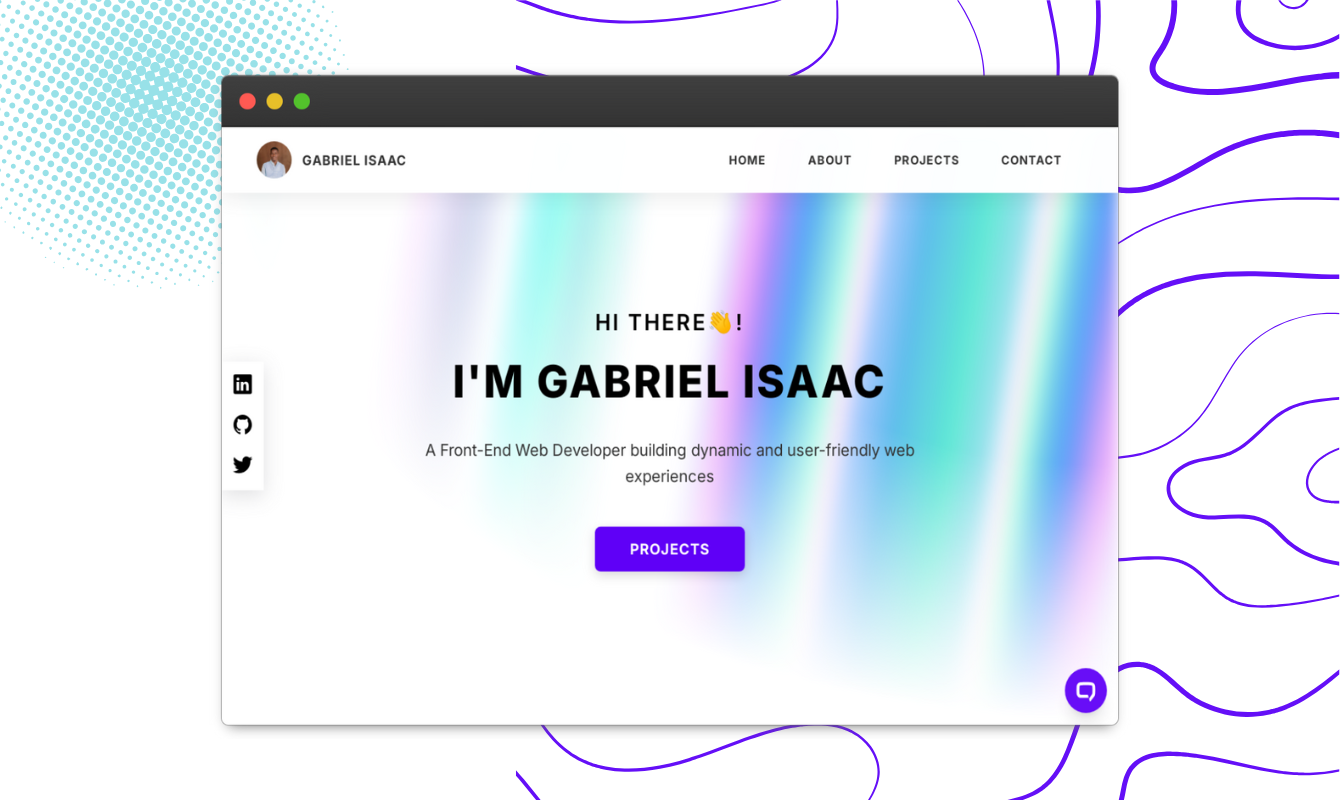 GABRIEL ISAAC
HOME ABOUT PROJECTS CONTACT
HI THERE👋!
I'M GABRIEL ISAAC
A Front-End Web Developer building dynamic and user-friendly web
experiences
PROJECTS